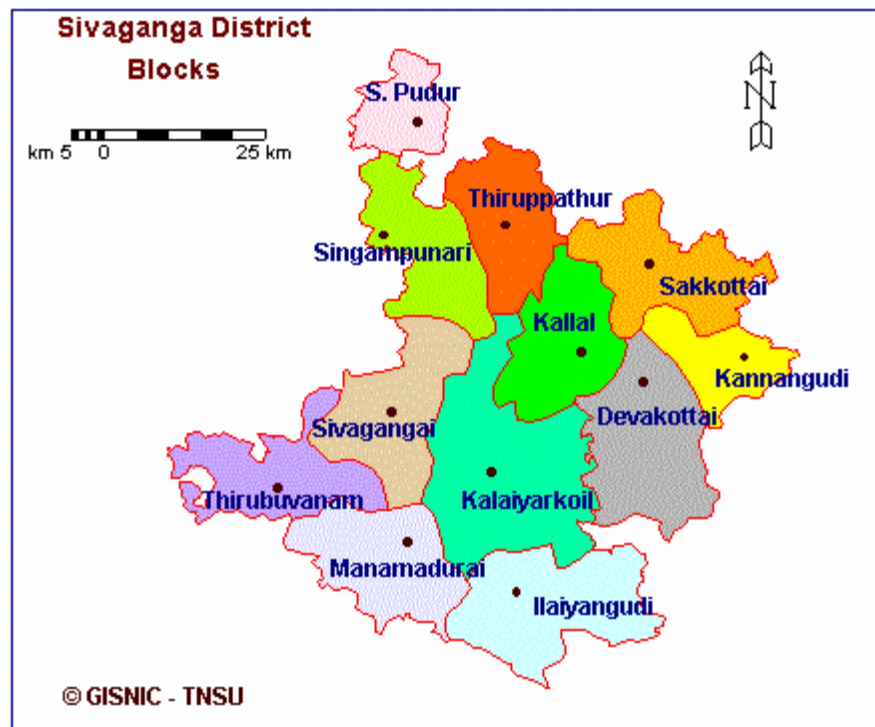 Sivaganga District
Blocks
N
km 5 0 25 km
S. Pudur
Thiruppathur
Singampunari
Sakkottai
Kallal
Kannangudi
Devakottai
Sivagangai
Thirubuvanam
Kalaiyarkoil
Manamadurai
Ilaiyangudi
© GISNIC - TNSU